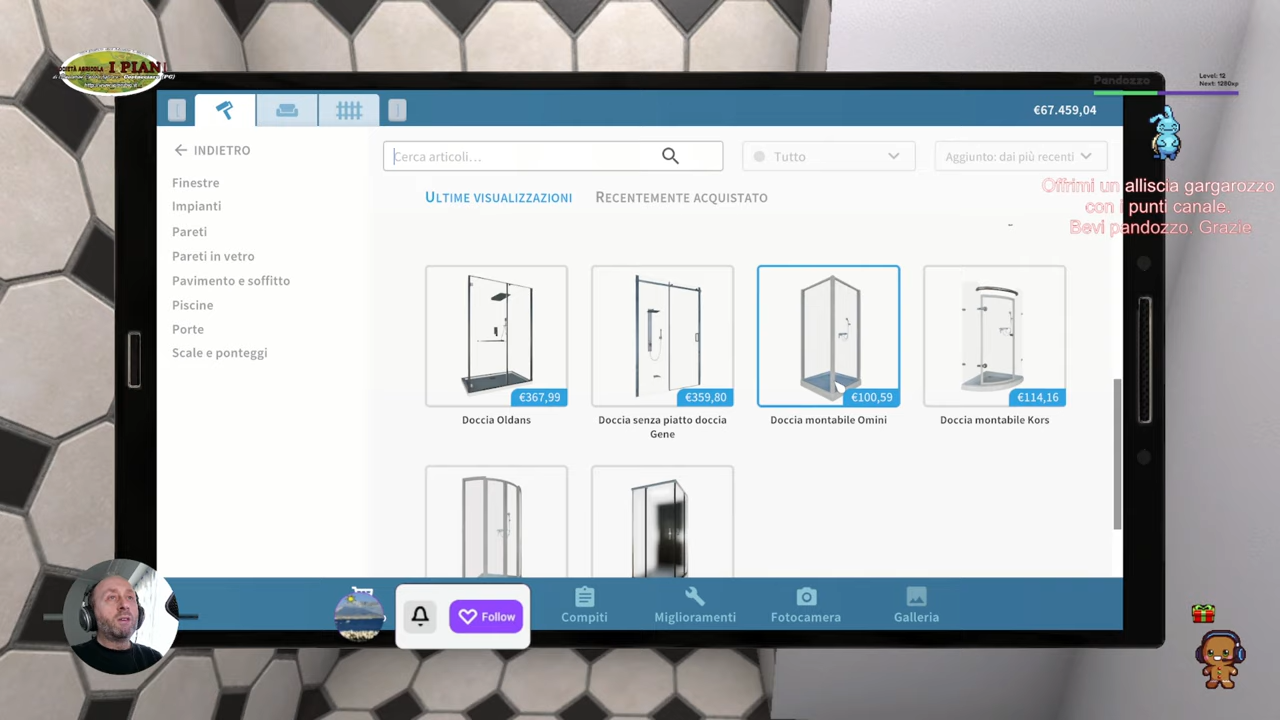 I PIANI
Pandozzo
Level: 12
€67.459,04
INDIETRO
Cerca articoli...
Tutto
Aggiunto: dai più recenti
Finestre
Impianti
Pareti
Pareti in vetro
Pavimento e soffitto
Piscine
Porte
Scale e ponteggi
ULTIME VISUALIZZAZIONI
RECENTEMENTE ACQUISTATO
Offrimi un alliscia gargarozzo
con i punti canale.
Bevi pandozzo. Grazie
€367,99
€359,80
€100,59
€114,16
Doccia Oldans
Doccia senza piatto doccia
Gene
Doccia montabile Omini
Doccia montabile Kors
Follow
Compiti
Miglioramenti
Fotocamera
Galleria